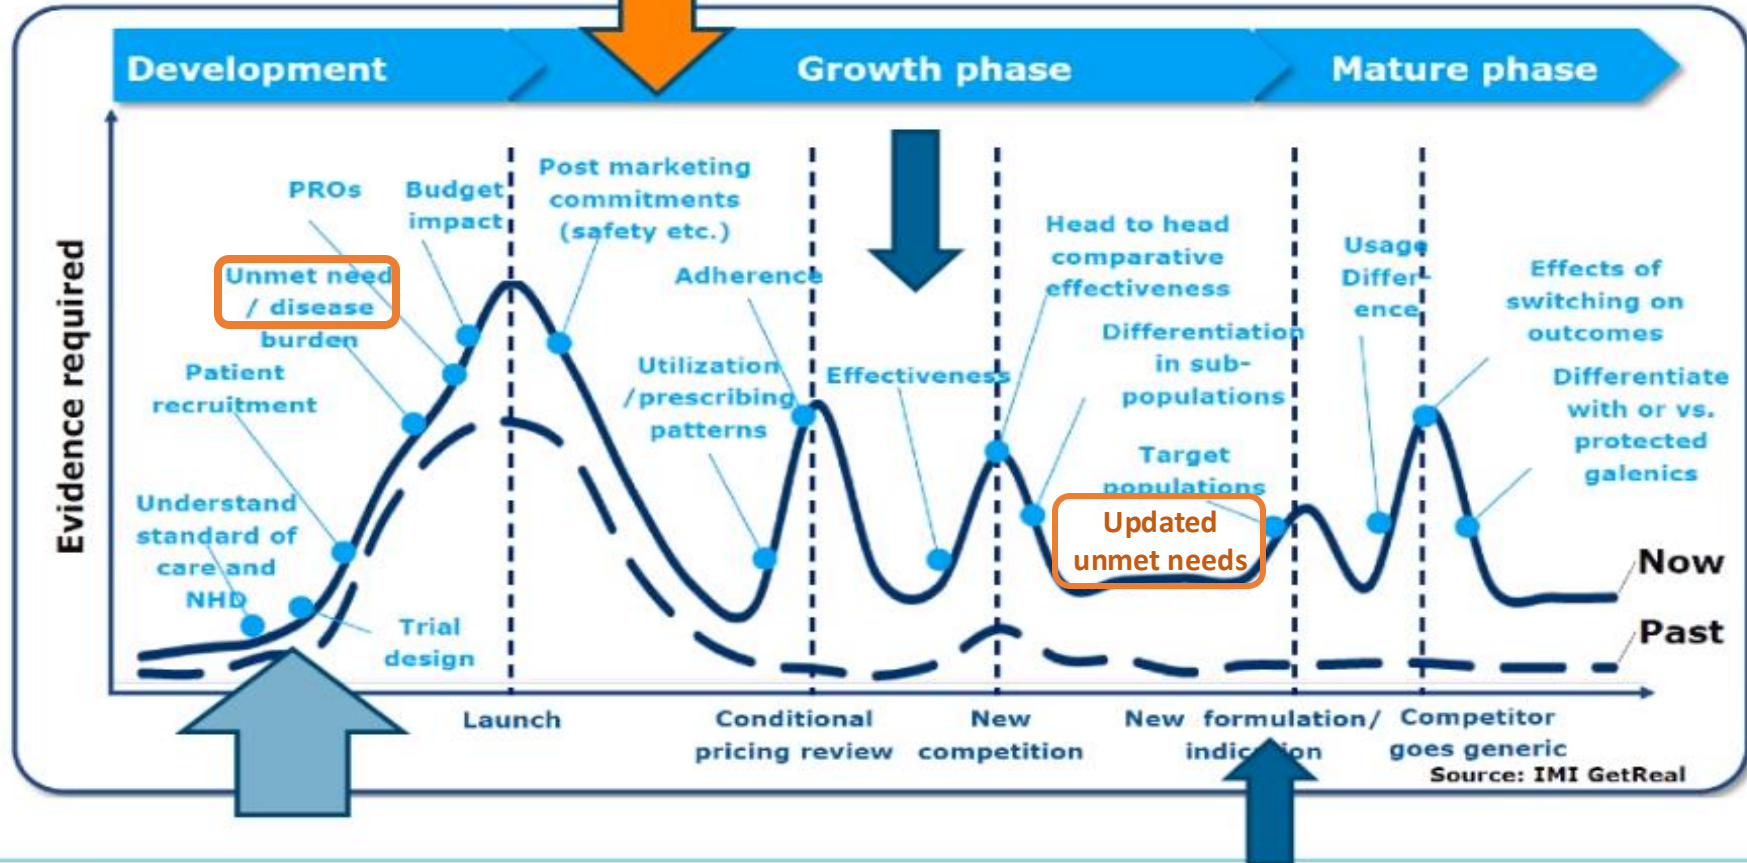 Development
Growth phase
Mature phase
Evidence required
PROs
Budget
impact
Post marketing
commitments
(safety etc.)
Unmet need
/ disease
burden
Patient
recruitment
Understand
standard of
care and
NHD
Trial
design
Adherence
Utilization
/prescribing
patterns
Effectiveness
Head to head
comparative
effectiveness
Differentiation
in sub-
populations
Target
populations
Updated
unmet needs
Usage
Differ-
ence
Effects of
switching on
outcomes
Differentiate
with or vs.
protected
galenics
Now
Past
Launch
Conditional
pricing review
New
competition
New formulation/
indication
Competitor
goes generic
Source: IMI GetReal